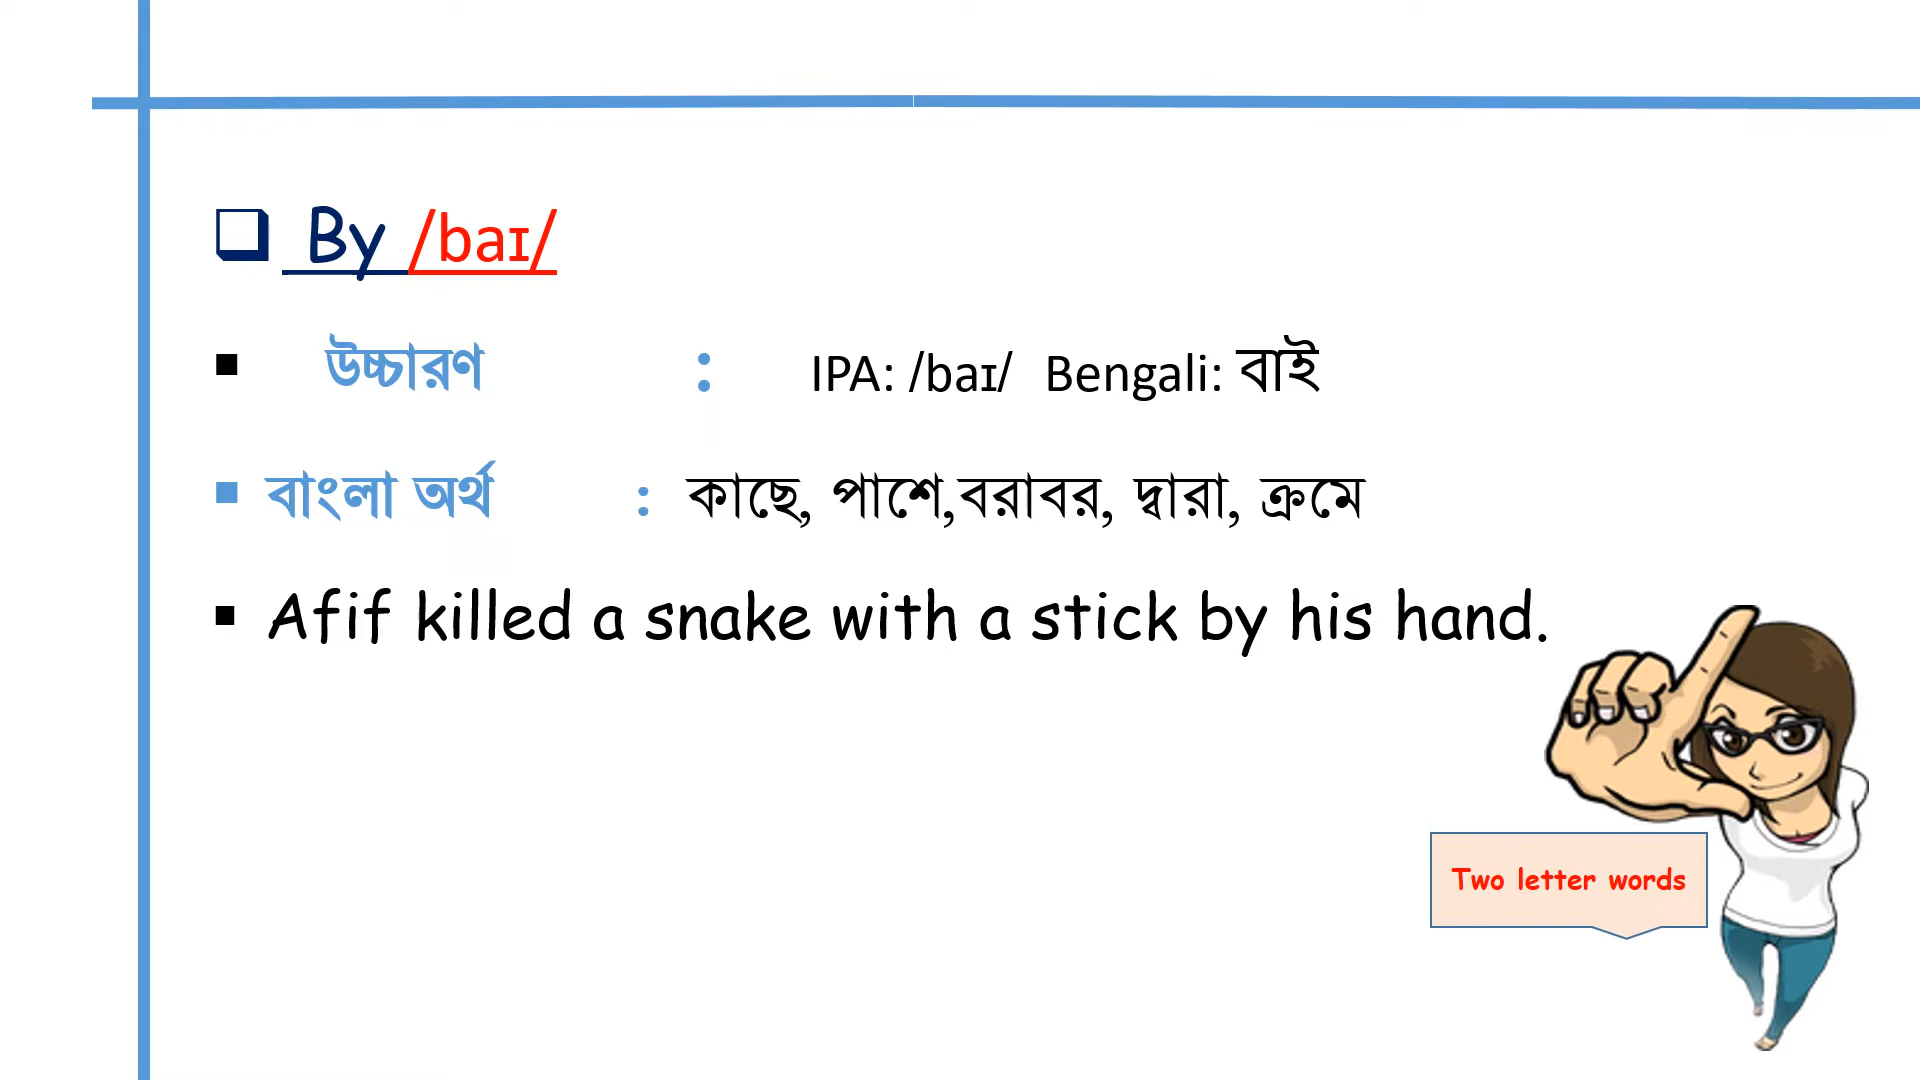 By /baɪ/
উচ্চারণ : IPA: /baɪ/ Bengali: বাই
বাংলা অর্থ : কাছে, পাশে,বরাবর, দ্বারা, ক্রমে
Afif killed a snake with a stick by his hand.
Two letter words